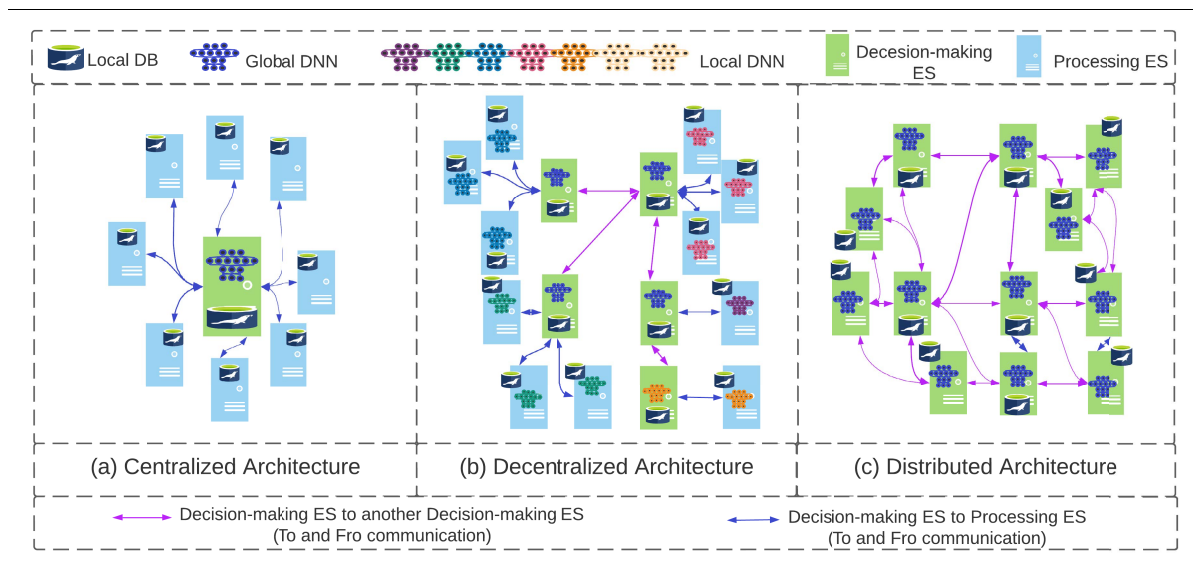 Local DB
Global DNN
Local DNN
Decesion-making
ES
Processing ES
(a) Centralized Architecture
(b) Decentralized Architecture
(c) Distributed Architecture
Decision-making ES to another Decision-making ES
(To and Fro communication)
Decision-making ES to Processing ES
(To and Fro communication)